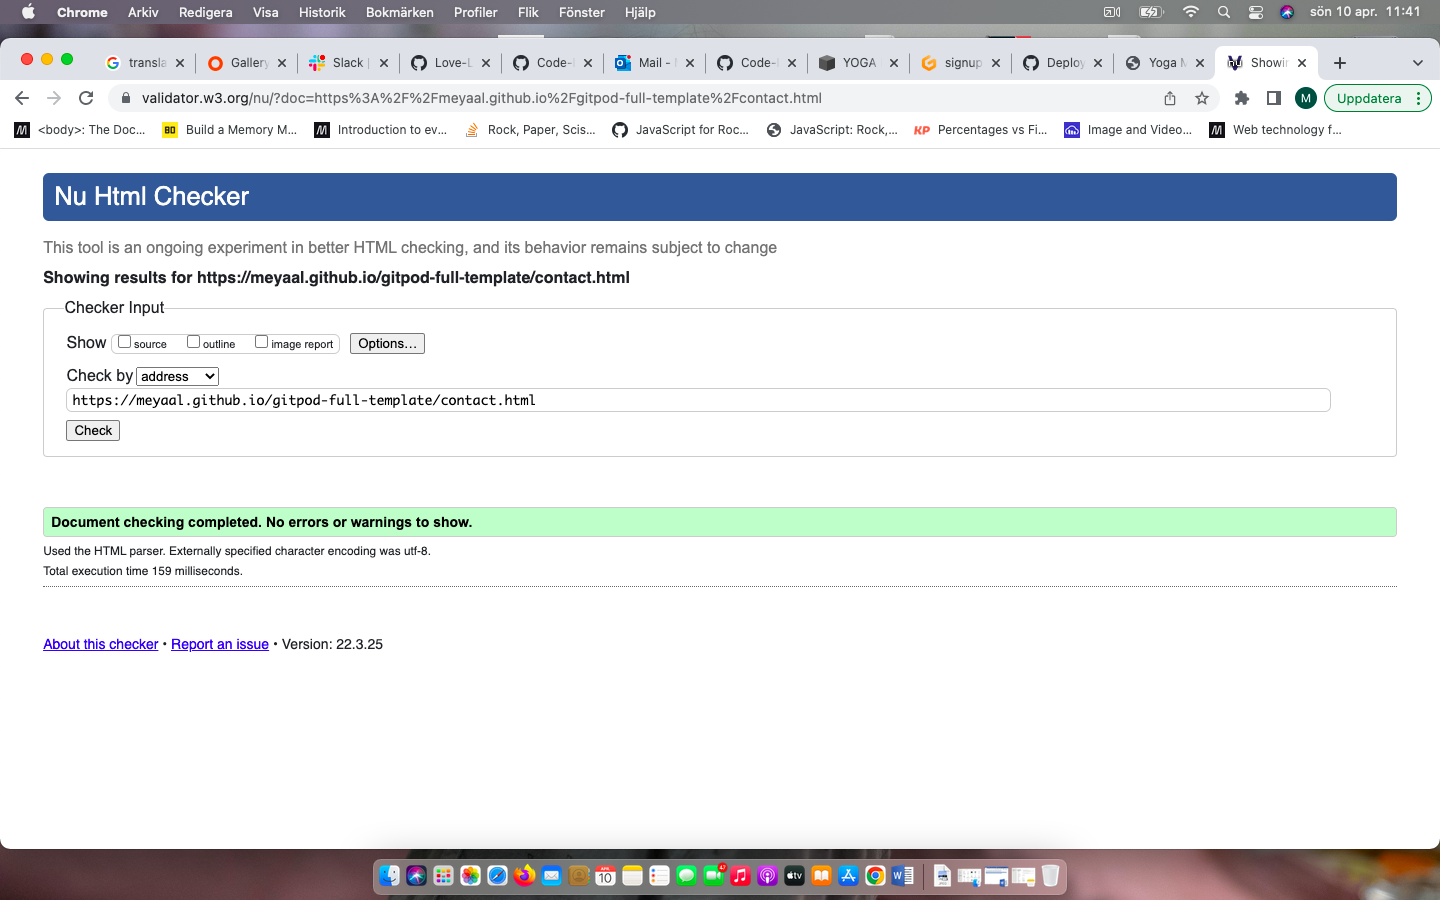 Chrome Arkiv Redigera Visa Historik Bokmärken Profiler Flik Fönster Hjälp sön 10 apr. 11:41
transla Gallery Slack | Love-L Code- Mail - Code- YOGA signup Deploy Yoga M Showin
validator.w3.org/nu/?doc=https%3A%2F%2Fmeyaal.github.io%2Fgitpod-full-template%2Fcontact.html M Uppdatera
<body>: The Doc... Build a Memory M... Introduction to ev... Rock, Paper, Scis... JavaScript for Roc... JavaScript: Rock,... KP Percentages vs Fi... Image and Video... Web technology f...
Nu Html Checker
This tool is an ongoing experiment in better HTML checking, and its behavior remains subject to change
Showing results for https://meyaal.github.io/gitpod-full-template/contact.html
Checker Input
Show source outline image report Options...
Check by address
https://meyaal.github.io/gitpod-full-template/contact.html
Check
Document checking completed. No errors or warnings to show.
Used the HTML parser. Externally specified character encoding was utf-8.
Total execution time 159 milliseconds.
About this checker • Report an issue • Version: 22.3.25
10 47 tv W